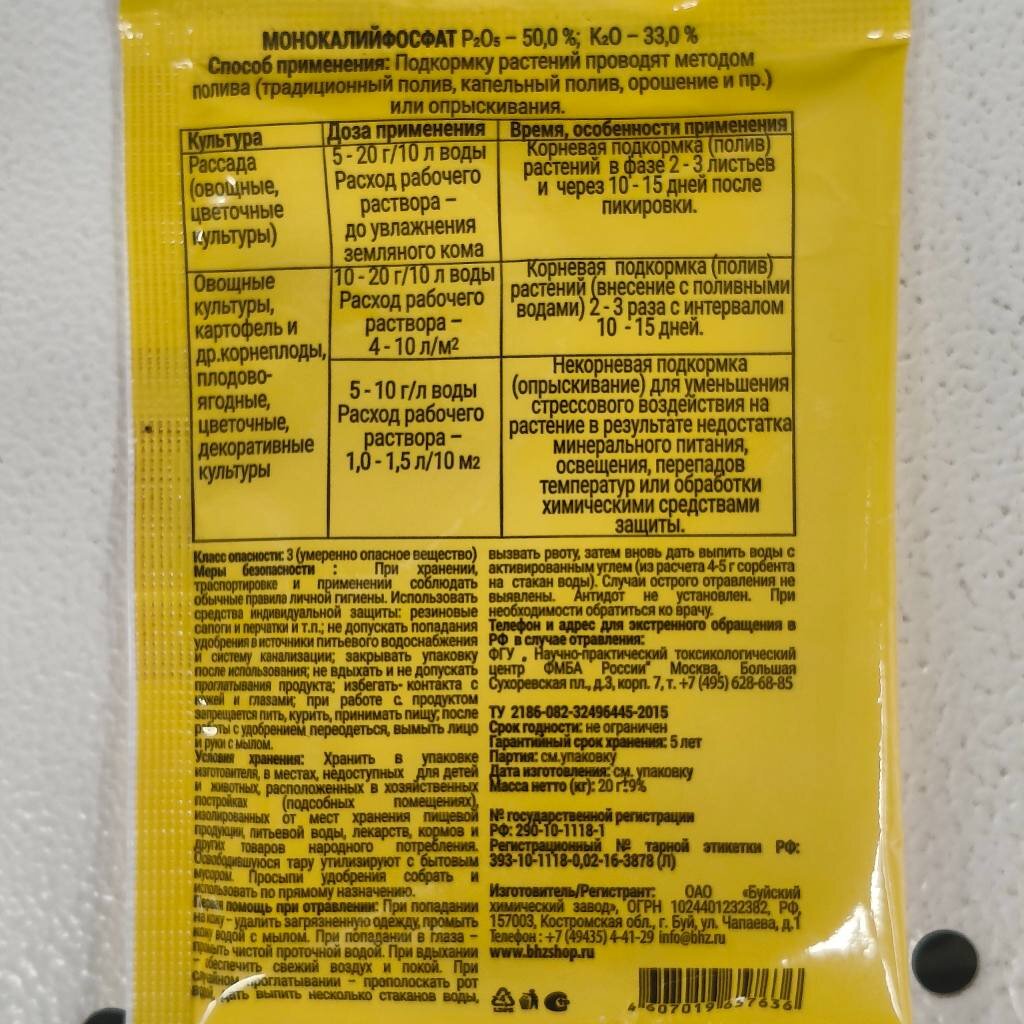 МОНОКАЛИЙФОСФАТ P₂O₅ – 50,0 %; K₂O – 33,0 %
Способ применения: Подкормку растений проводят методом
полива (традиционный полив, капельный полив, орошение и пр.)
или опрыскивания.
Культура
Доза применения
Время, особенности применения
Рассада
(овощные,
цветочные
культуры)
5 - 20 г/10 л воды
Расход рабочего
раствора –
до увлажнения
земляного кома
Корневая подкормка (полив)
растений в фазе 2 - 3 листьев
и через 10 - 15 дней после
пикировки.
Овощные
культуры,
картофель и
др.корнеплоды,
плодово-
ягодные,
цветочные,
декоративные
культуры
10 - 20 г/10 л воды
Расход рабочего
раствора –
4 - 10 л/м2
Корневая подкормка (полив)
растений (внесение с поливными
водами) 2 - 3 раза с интервалом
10 - 15 дней.
5 - 10 г/л воды
Расход рабочего
раствора –
1,0 - 1,5 л/10 м2
Некорневая подкормка
(опрыскивание) для уменьшения
стрессового воздействия на
растение в результате недостатка
минерального питания,
освещения, перепадов
температур или обработки
химическими средствами
защиты.
Класс опасности: 3 (умеренно опасное вещество)
Меры безопасности : При хранении,
траспортировке и применении соблюдать
обычные правила личной гигиены. Использовать
средства индивидуальной защиты: резиновые
сапоги и перчатки и т.п.; не допускать попадания
удобрения в источники питьевого водоснабжения
и систему канализации; закрывать упаковку
после использования; не вдыхать и не допускать
проглатывания продукта; избегать- контакта с
кожей и глазами; при работе с продуктом
запрещается пить, курить, принимать пищу; после
работы с удобрением переодеться, вымыть лицо
и руки с мылом.
Условия хранения: Хранить в упаковке
изготовителя, в местах, недоступных для детей
и животных, расположенных в хозяйственных
постройках (подсобных помещениях),
изолированных от мест хранения пищевой
продукции, питьевой воды, лекарств, кормов и
других товаров народного потребления.
Освободившуюся тару утилизируют с бытовым
мусором. Просыпи удобрения собрать и
использовать по прямому назначению.
Первая помощь при отравлении: При попадании
на кожу – удалить загрязненную одежду, промыть
кожу водой с мылом. При попадании в глаза –
промыть чистой проточной водой. При вдыхании
– обеспечить свежий воздух и покой. При
случайном проглатывании – прополоскать рот
дать выпить несколько стаканов воды,
вызвать рвоту, затем вновь дать выпить воды с
активированным углем (из расчета 4-5 г сорбента
на стакан воды). Случаи острого отравления не
выявлены. Антидот не установлен. При
необходимости обратиться ко врачу.
Телефон и адрес для экстренного обращения в
РФ в случае отравления:
ФГУ „ Научно-практический токсикологический
центр ФМБА России" Москва, Большая
Сухоревская пл., д.3, корп. 7, т. +7 (495) 628-68-85
ТУ 2186-082-32496445-2015
Срок годности: не ограничен
Гарантийный срок хранения: 5 лет
Партия: см.упаковку
Дата изготовления: см. упаковку
Масса нетто (кг): 20 г±9%
№ государственной регистрации
РФ: 290-10-1118-1
Регистрационный № тарной этикетки РФ:
393-10-1118-0,02-16-3878 (Л)
Изготовитель/Регистрант: ОАО «Буйский
химический завод», ОГРН 1024401232382, РФ,
157003, Костромская обл., г. Буй, ул. Чапаева, д.1
Телефон : +7 (49435) 4-41-29 info@bhz.ru
www.bhzshop.ru